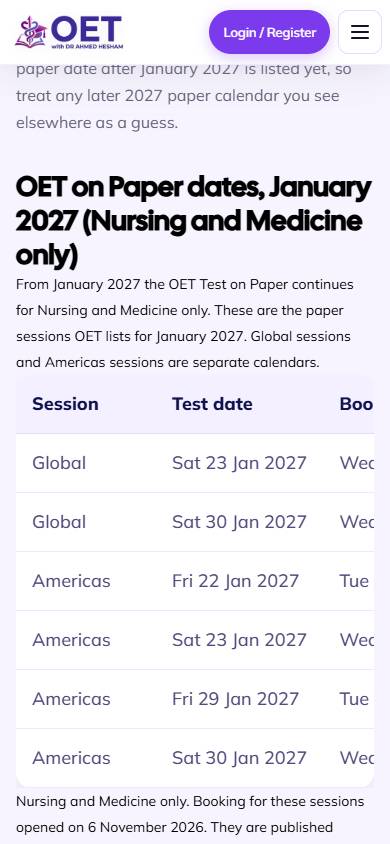 OET
with DR AHMED HESHAM
Login / Register
paper date after January 2027 is listed yet, so
treat any later 2027 paper calendar you see
elsewhere as a guess.
OET on Paper dates, January
2027 (Nursing and Medicine
only)
From January 2027 the OET Test on Paper continues
for Nursing and Medicine only. These are the paper
sessions OET lists for January 2027. Global sessions
and Americas sessions are separate calendars.
Session Test date Boo
Global Sat 23 Jan 2027 Wed
Global Sat 30 Jan 2027 Wed
Americas Fri 22 Jan 2027 Tue
Americas Sat 23 Jan 2027 Wed
Americas Fri 29 Jan 2027 Tue
Americas Sat 30 Jan 2027 Wed
Nursing and Medicine only. Booking for these sessions
opened on 6 November 2026. They are published